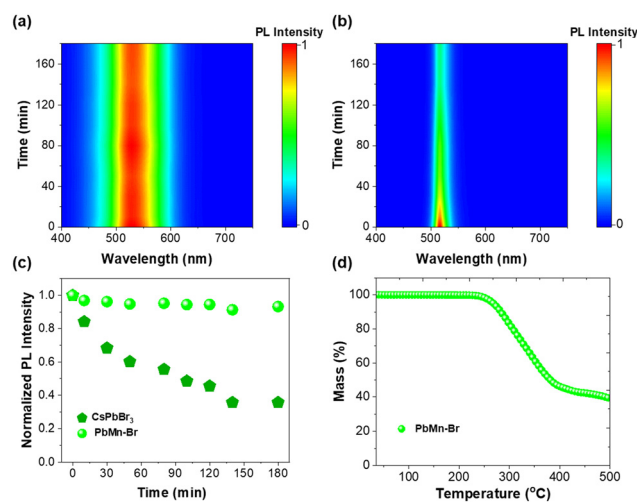 (a)
PL Intensity
1
0
160
120
80
40
0
Time (min)
400 500 600 700
Wavelength (nm)
(b)
PL Intensity
1
0
160
120
80
40
0
Time (min)
400 500 600 700
Wavelength (nm)
(c)
1.0
0.8
0.6
0.4
0.2
0.0
Normalized PL Intensity
CsPbBr₃
PbMn-Br
0 30 60 90 120 150 180
Time (min)
(d)
100
80
60
40
20
0
Mass (%)
PbMn-Br
100 200 300 400 500
Temperature (°C)